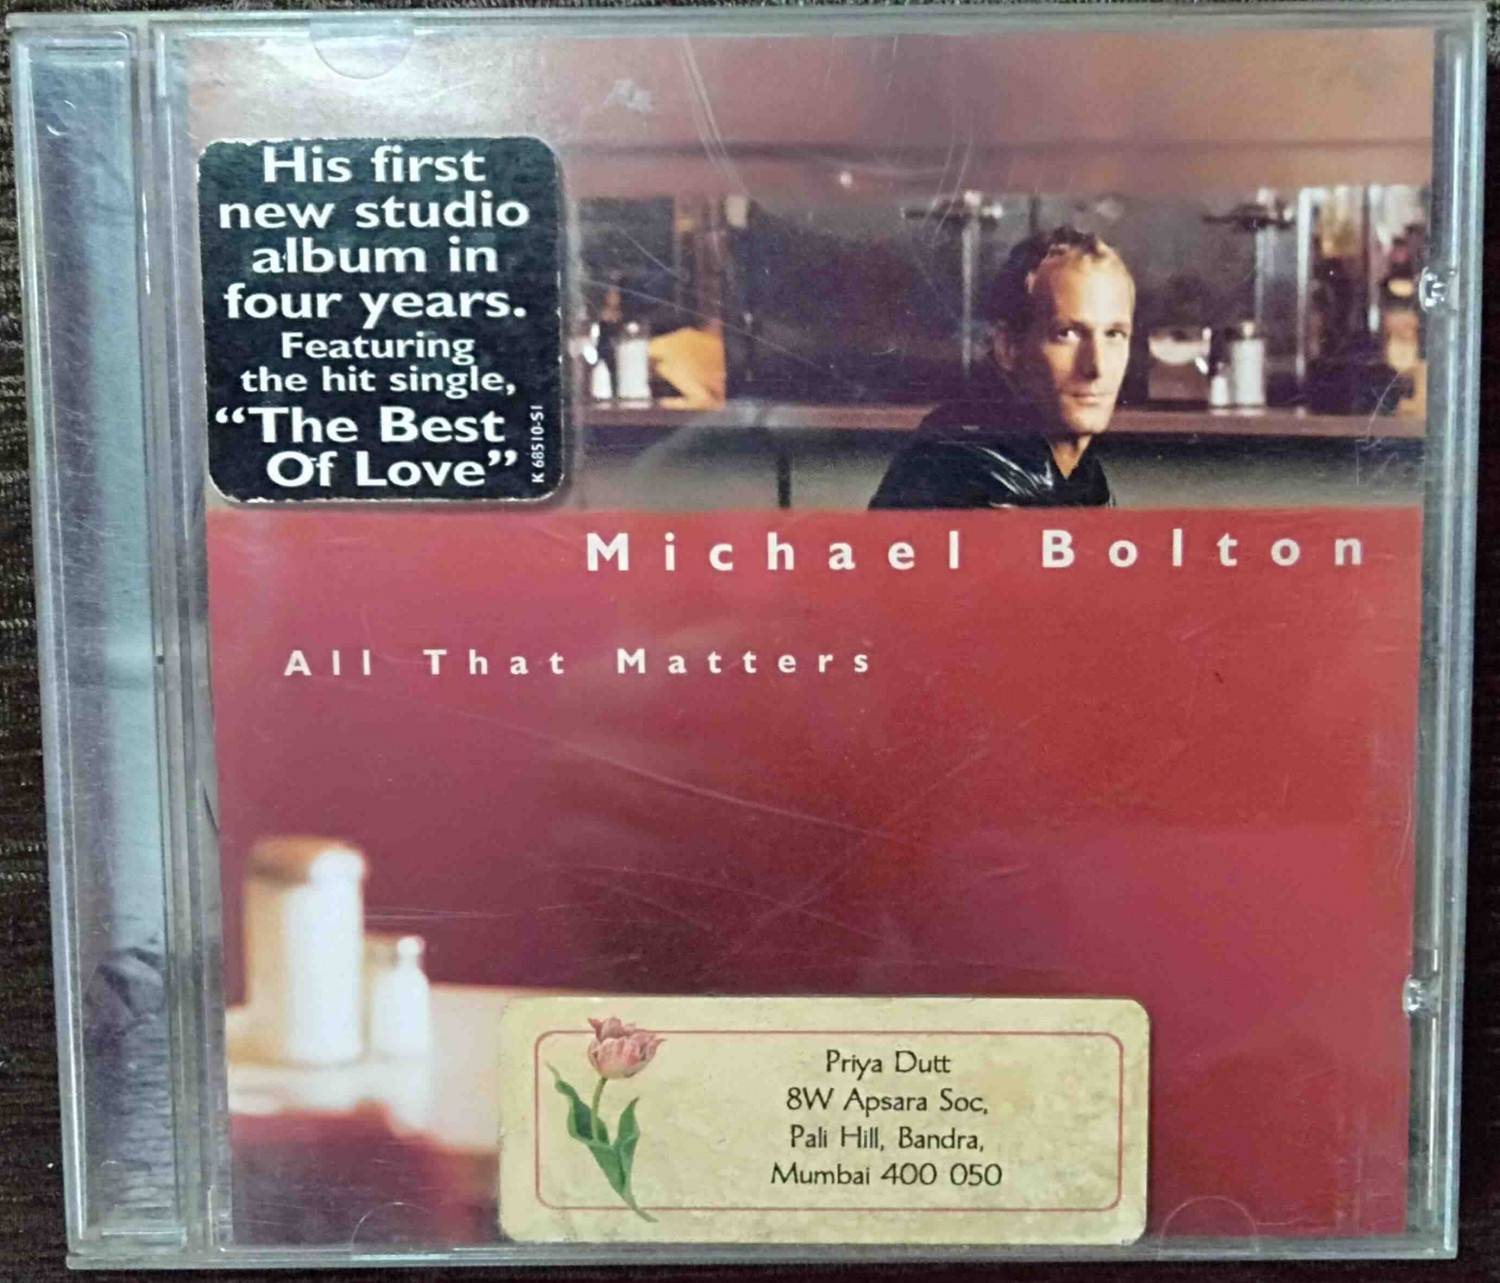 His first
new studio
album in
four years.
Featuring
the hit single,
“The Best
Of Love”
K 68510-S1
Michael Bolton
All That Matters
Priya Dutt
8W Apsara Soc,
Pali Hill, Bandra,
Mumbai 400 050